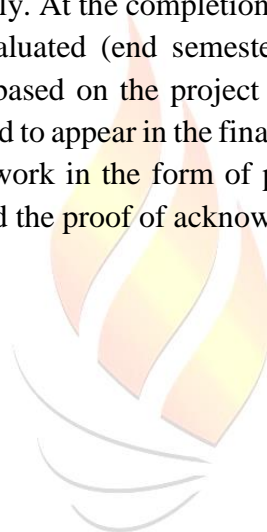 ly. At the completion
aluated (end semeste
based on the project
d to appear in the fina
work in the form of p
d the proof of acknow